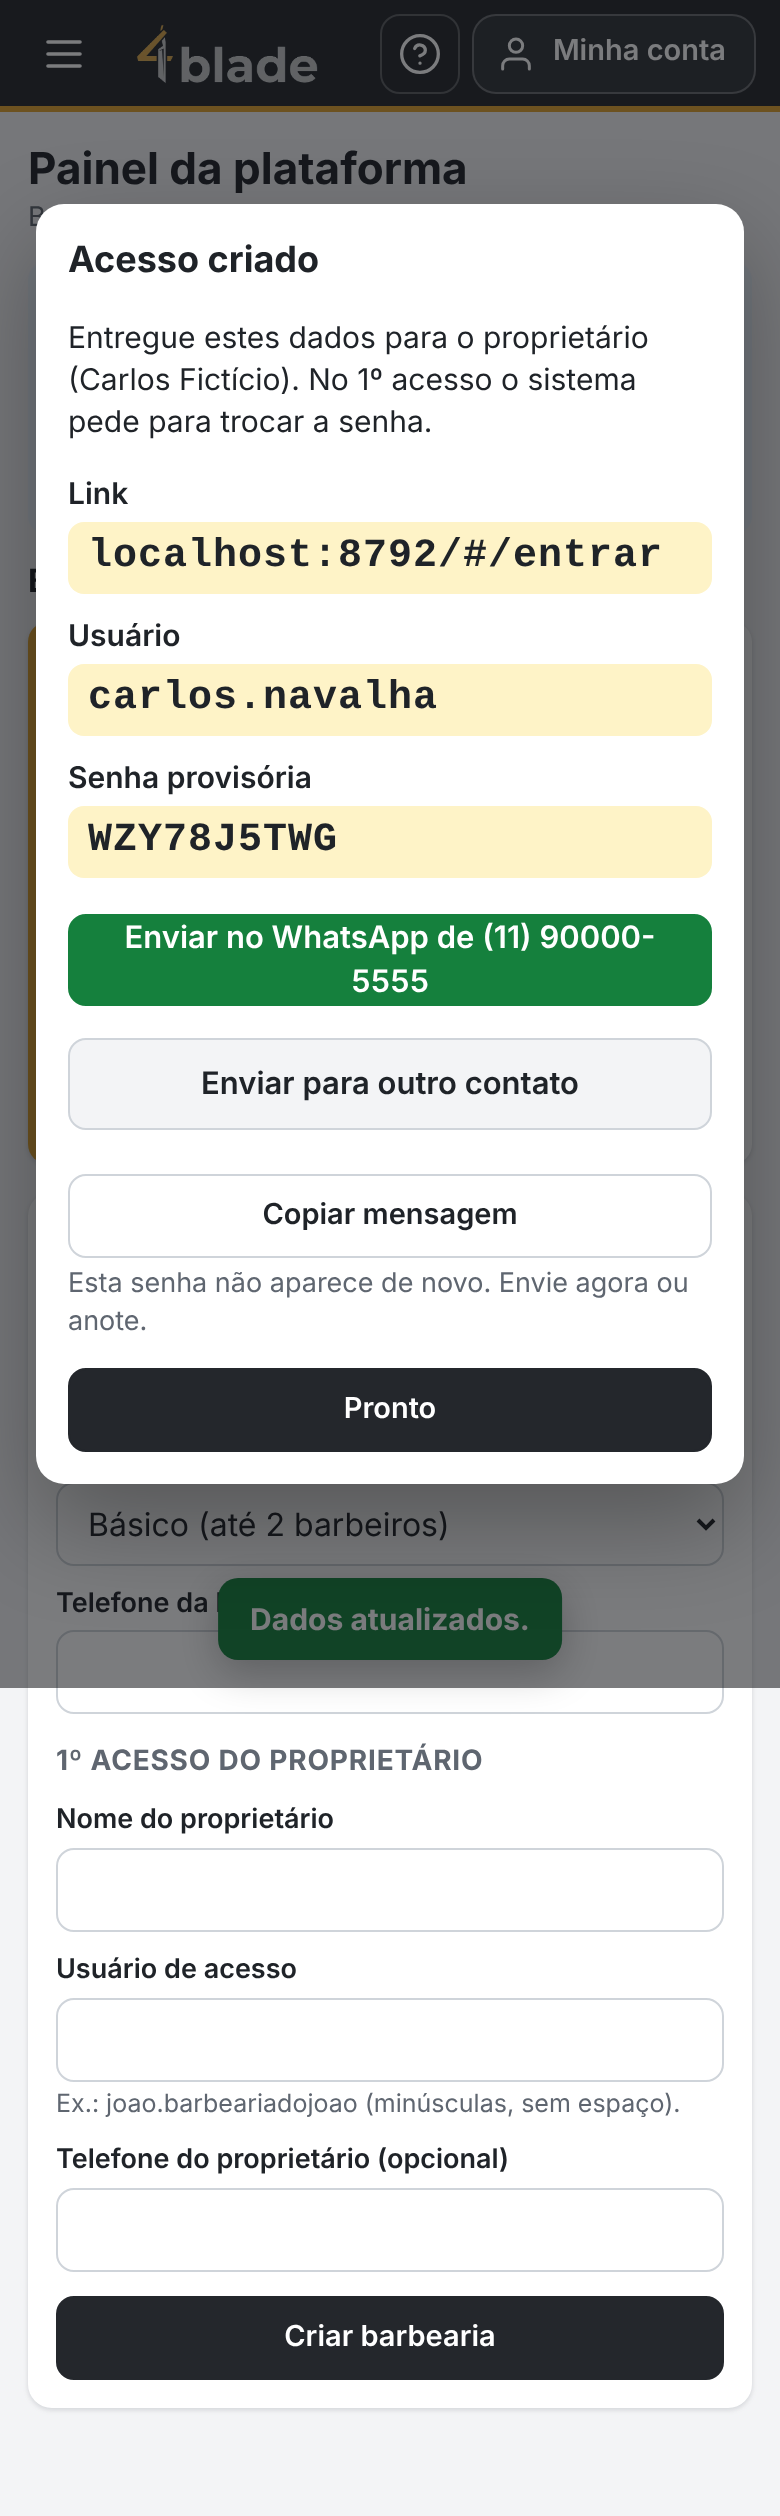 4blade
Minha conta
Painel da plataforma
Acesso criado
Entregue estes dados para o proprietário
(Carlos Fictício). No 1º acesso o sistema
pede para trocar a senha.
Link
localhost:8792/#/entrar
Usuário
carlos.navalha
Senha provisória
WZY78J5TWG
Enviar no WhatsApp de (11) 90000-
5555
Enviar para outro contato
Copiar mensagem
Esta senha não aparece de novo. Envie agora ou
anote.
Pronto
Básico (até 2 barbeiros)
Telefone da
Dados atualizados.
1º ACESSO DO PROPRIETÁRIO
Nome do proprietário
Usuário de acesso
Ex.: joao.barbeariadojoao (minúsculas, sem espaço).
Telefone do proprietário (opcional)
Criar barbearia